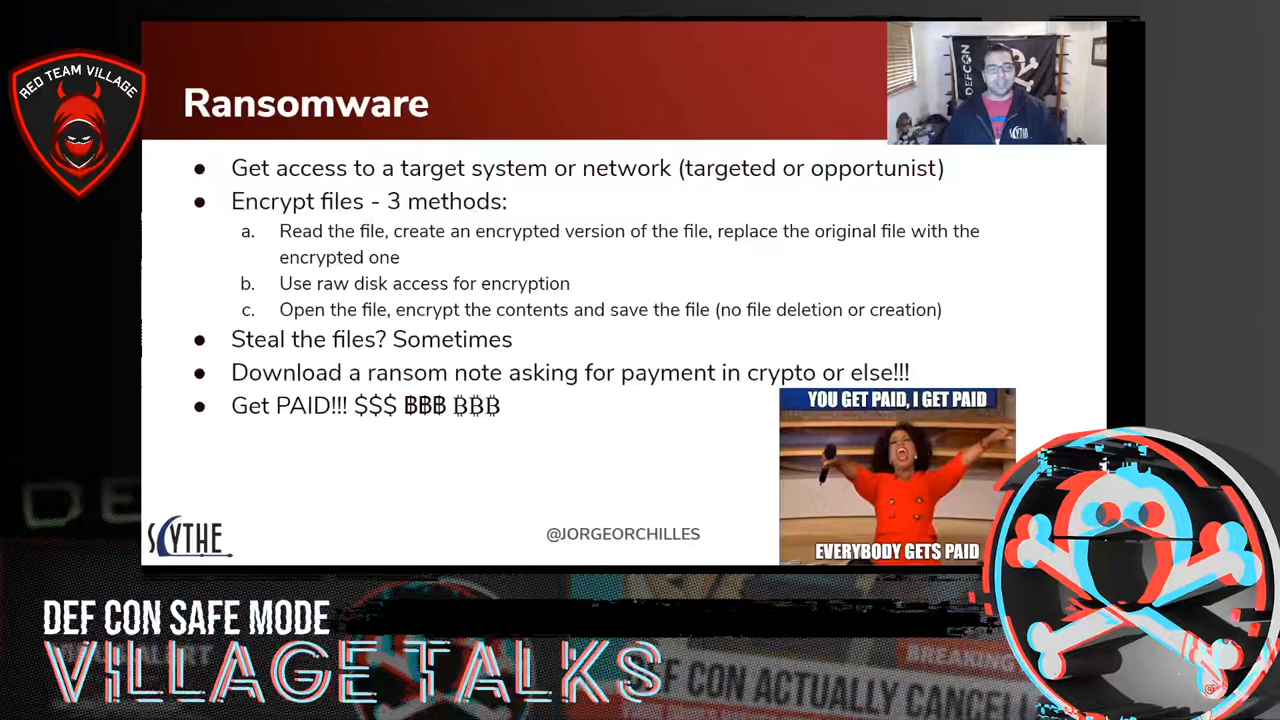 RED TEAM VILLAGE
Ransomware
DEFCON
SCYTHE
● Get access to a target system or network (targeted or opportunist)
● Encrypt files - 3 methods:
a. Read the file, create an encrypted version of the file, replace the original file with the
encrypted one
b. Use raw disk access for encryption
c. Open the file, encrypt the contents and save the file (no file deletion or creation)
● Steal the files? Sometimes
● Download a ransom note asking for payment in crypto or else!!!
● Get PAID!!! $$$ ฿฿฿ ₿₿₿
YOU GET PAID, I GET PAID
EVERYBODY GETS PAID
SCYTHE
@JORGEORCHILLES
DEF CON SAFE MODE
VILLAGE TALKS
BREAKING
DEF CON ACTUALLY CANCEL